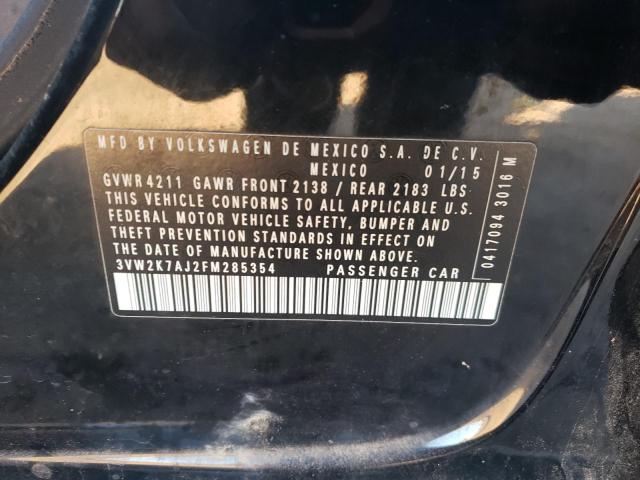 MFD BY VOLKSWAGEN DE MEXICO S.A. DE C.V.
MEXICO 01/15
GVWR 4211 GAWR FRONT 2138 / REAR 2183 LBS
THIS VEHICLE CONFORMS TO ALL APPLICABLE U.S.
FEDERAL MOTOR VEHICLE SAFETY, BUMPER AND
THEFT PREVENTION STANDARDS IN EFFECT ON
THE DATE OF MANUFACTURE SHOWN ABOVE.
3VW2K7AJ2FM285354 PASSENGER CAR
0417094 3016 M